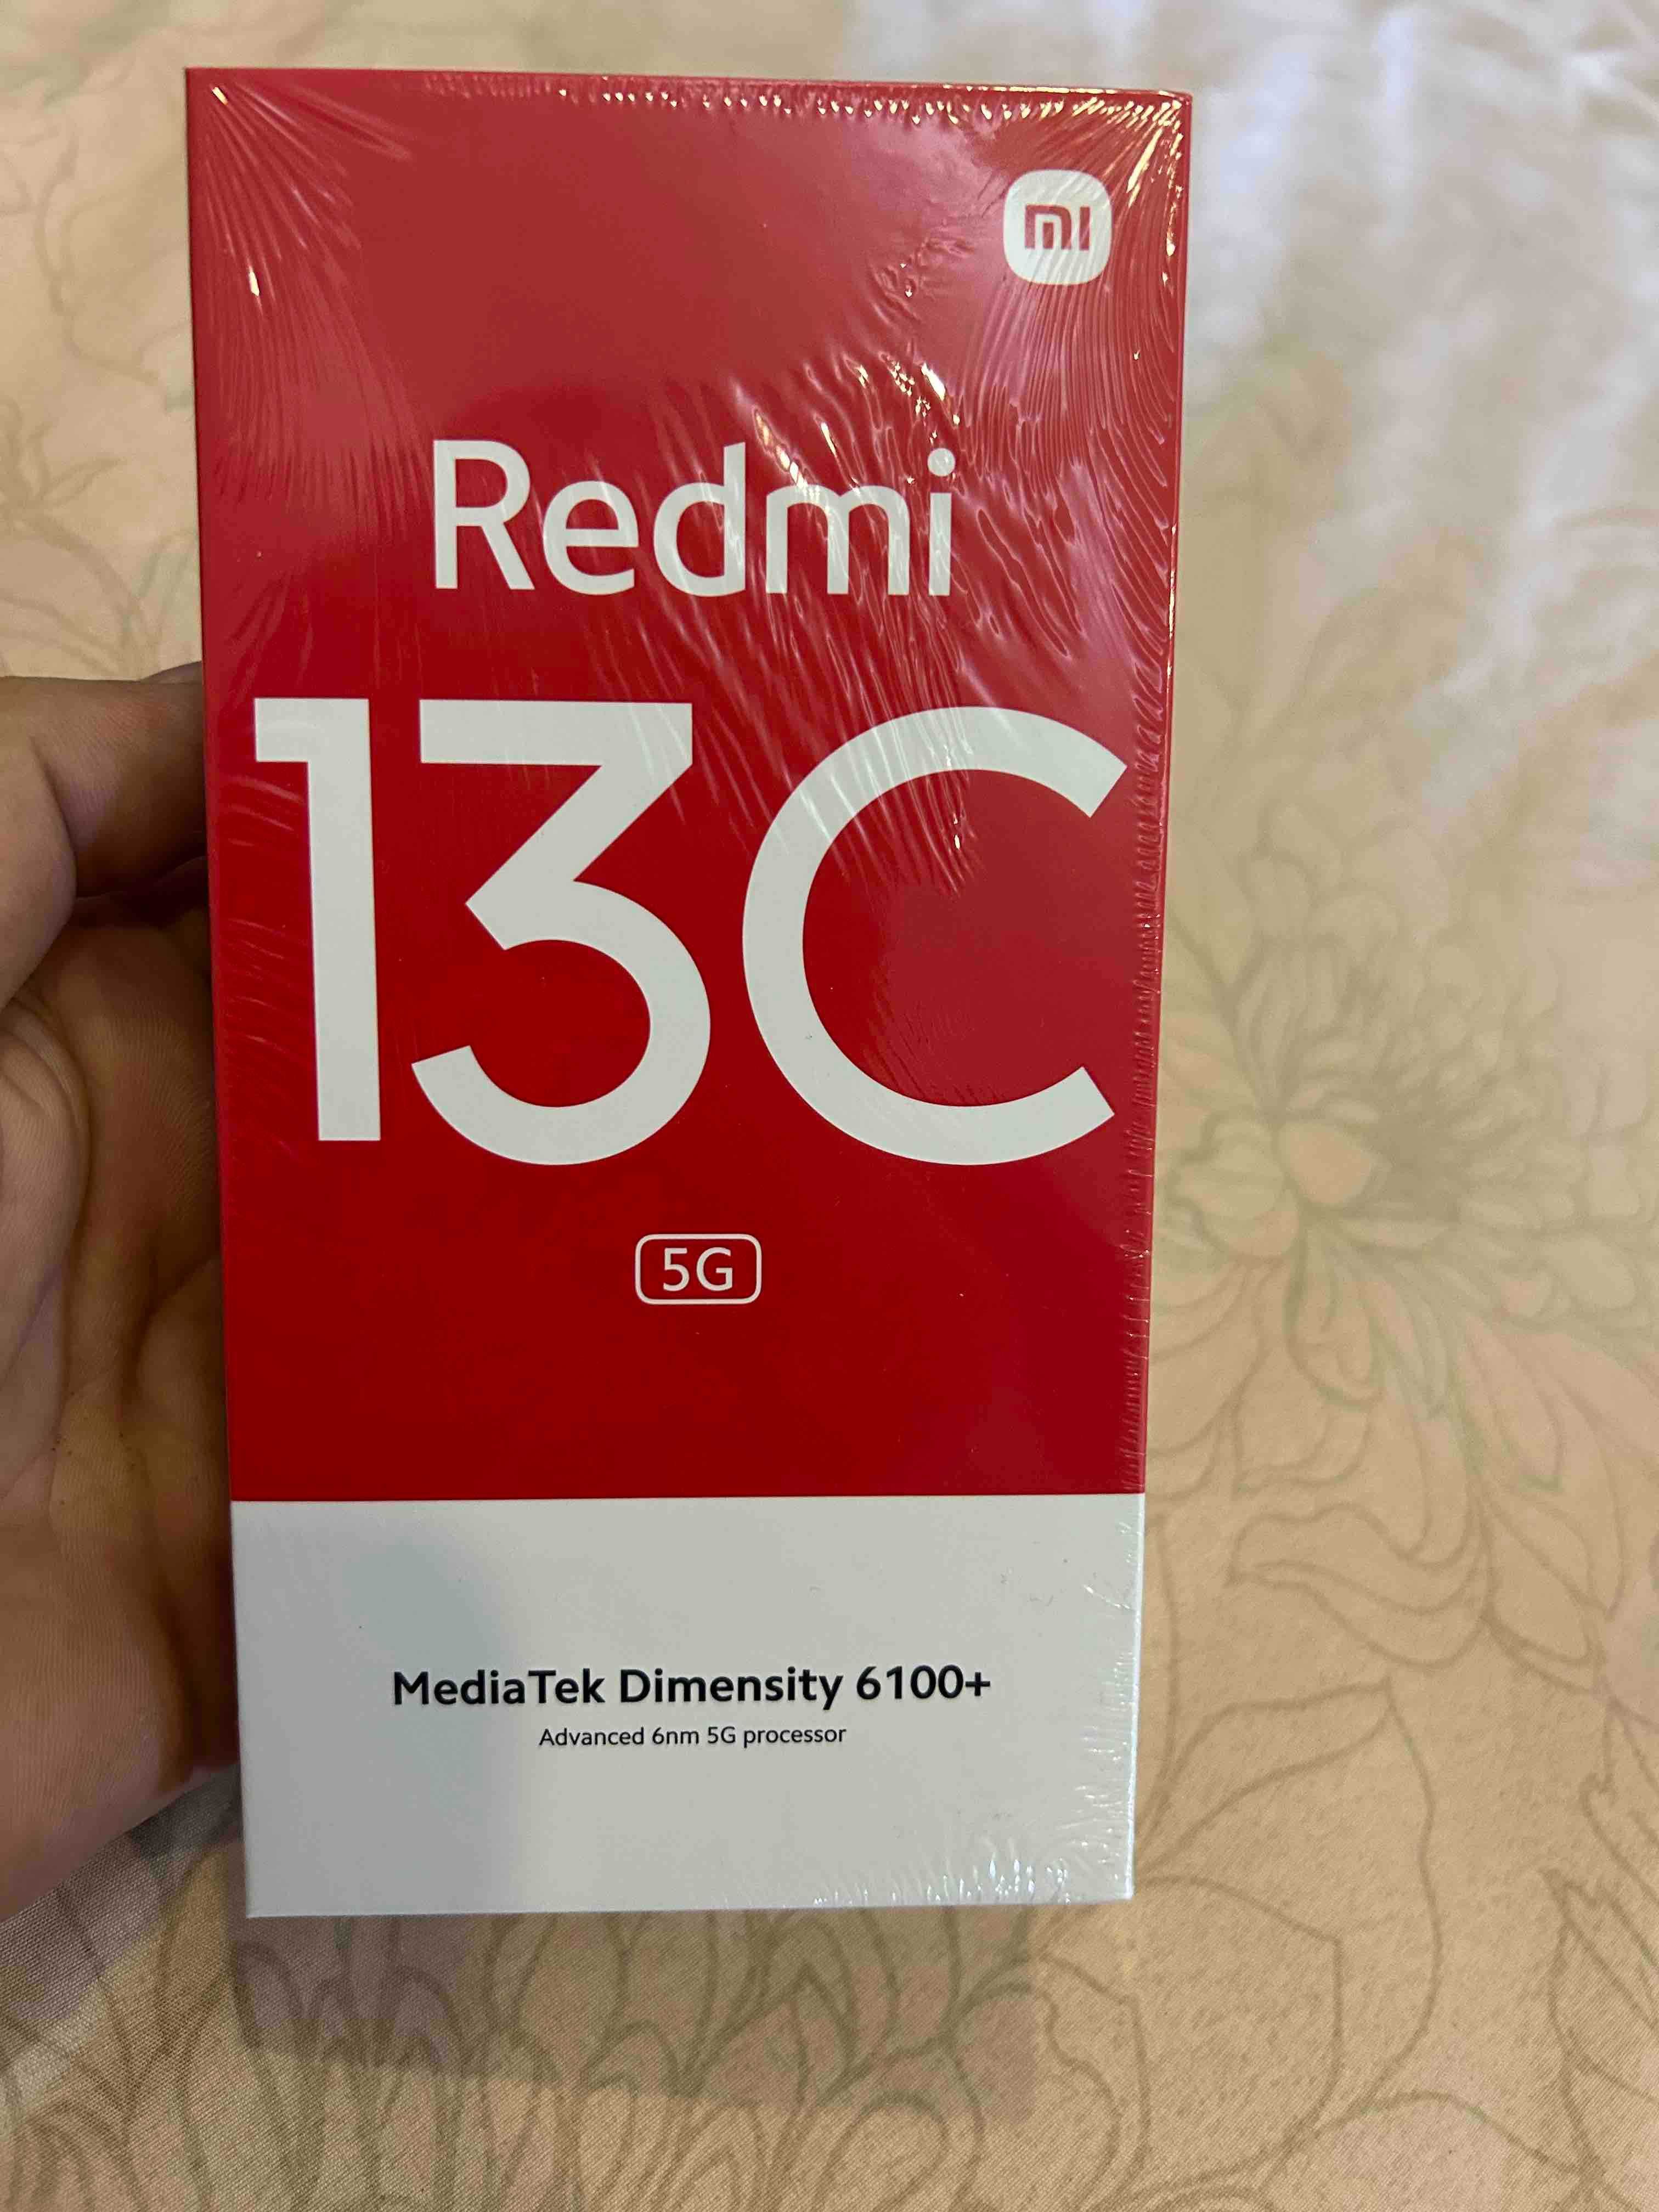 mi
Redmi
13C
5G
MediaTek Dimensity 6100+
Advanced 6nm 5G processor